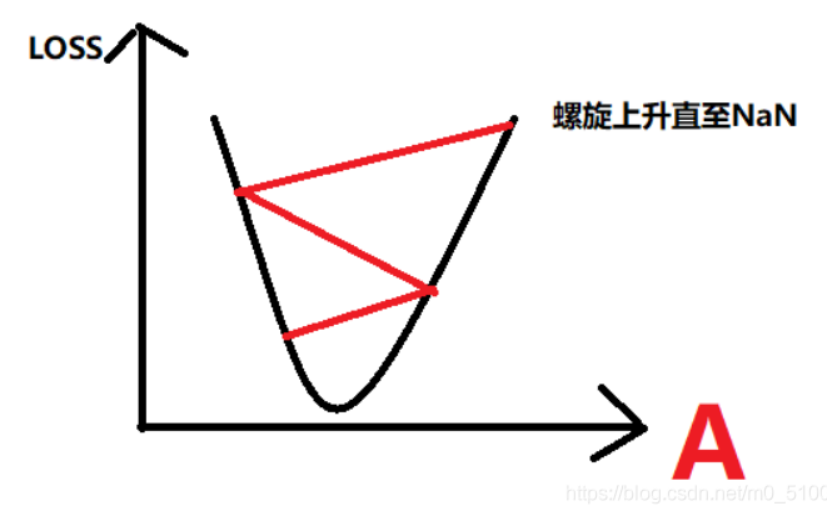 LOSS
螺旋上升直至NaN
A
https://blog.csdn.net/m0_5100